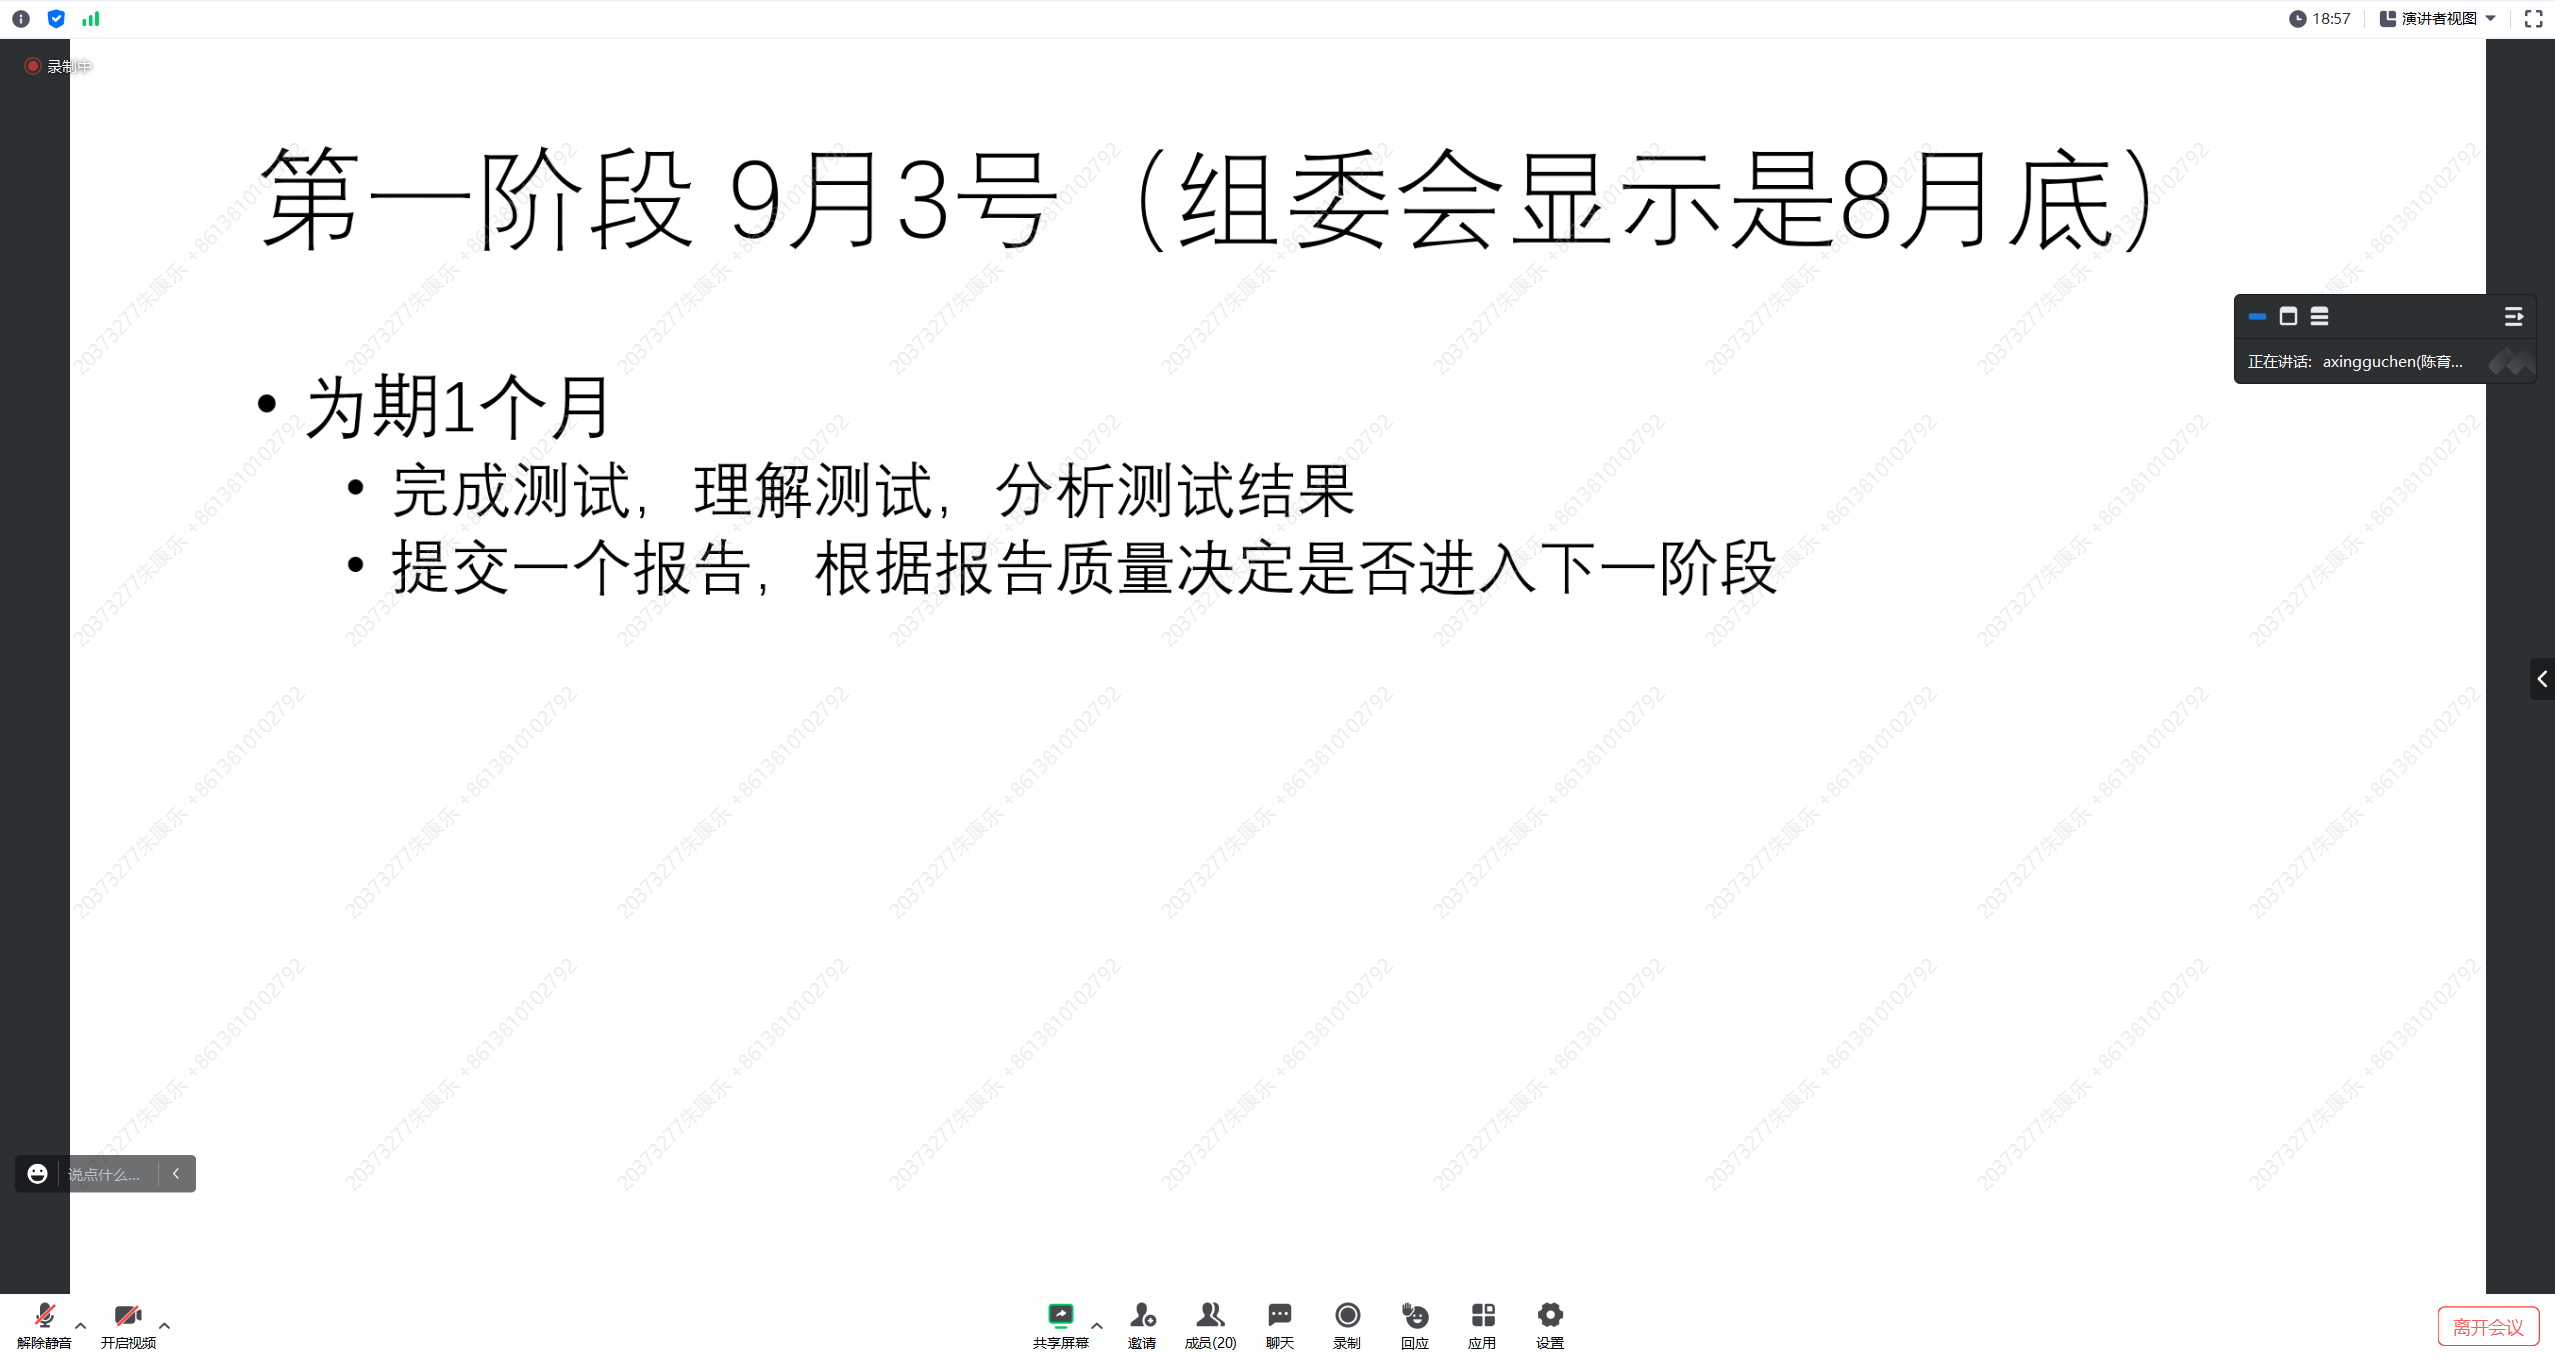 18:57
演讲者视图
录制中
第一阶段 9月3号（组委会显示是8月底）
正在讲话: axingguchen(陈育...
• 为期1个月
• 完成测试，理解测试，分析测试结果
• 提交一个报告，根据报告质量决定是否进入下一阶段
20373277朱康乐 +8613810102792
说点什么...
解除静音
开启视频
共享屏幕
邀请
成员(20)
聊天
录制
回应
应用
设置
离开会议